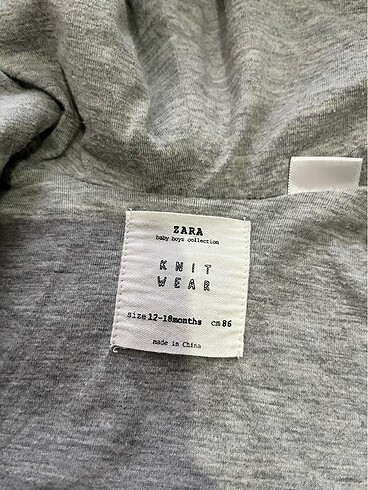 ZARA
baby boys collection
KNIT
WEAR
size 12-18months cm 86
made in China